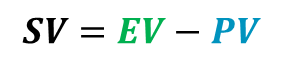 SV = EV − PV